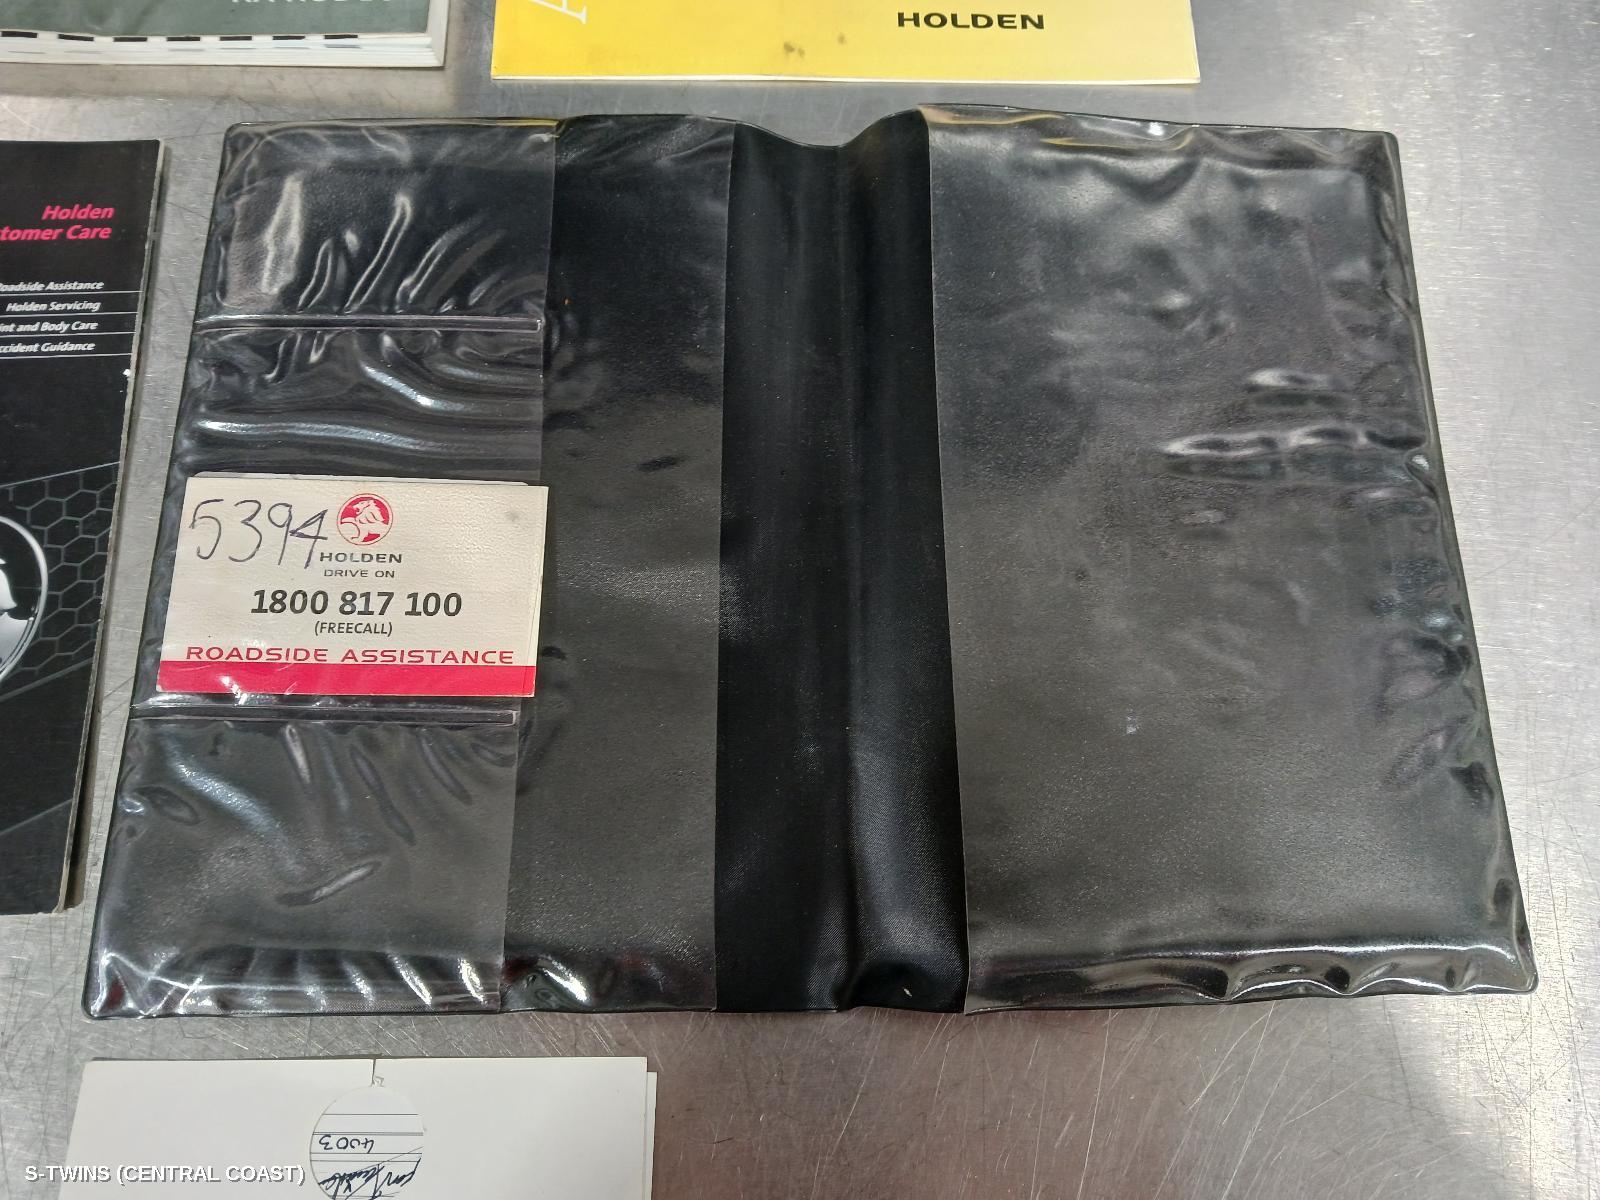 HOLDEN
Holden
tomer Care
Roadside Assistance
Holden Servicing
int and Body Care
ccident Guidance
5394
HOLDEN
DRIVE ON
1800 817 100
(FREECALL)
ROADSIDE ASSISTANCE
4003
S-TWINS (CENTRAL COAST)